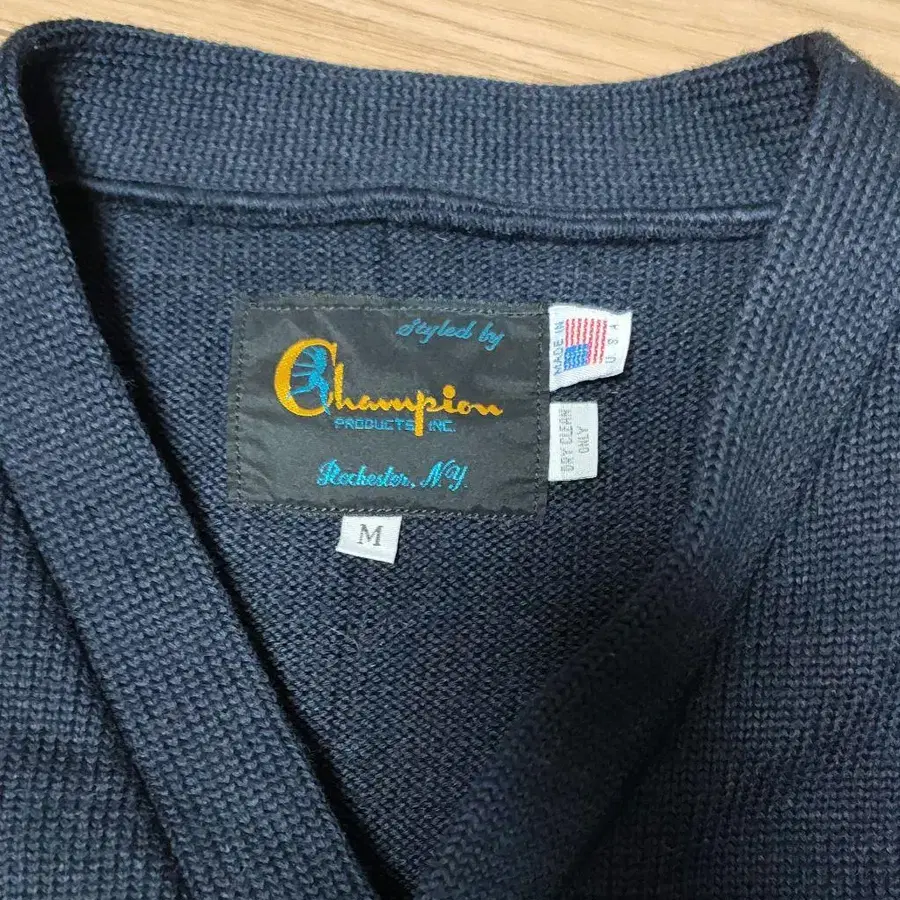 Styled by
Champion
PRODUCTS INC.
Rochester, N.Y.
MADE IN
U.S.A
DRY CLEAN
ONLY
M